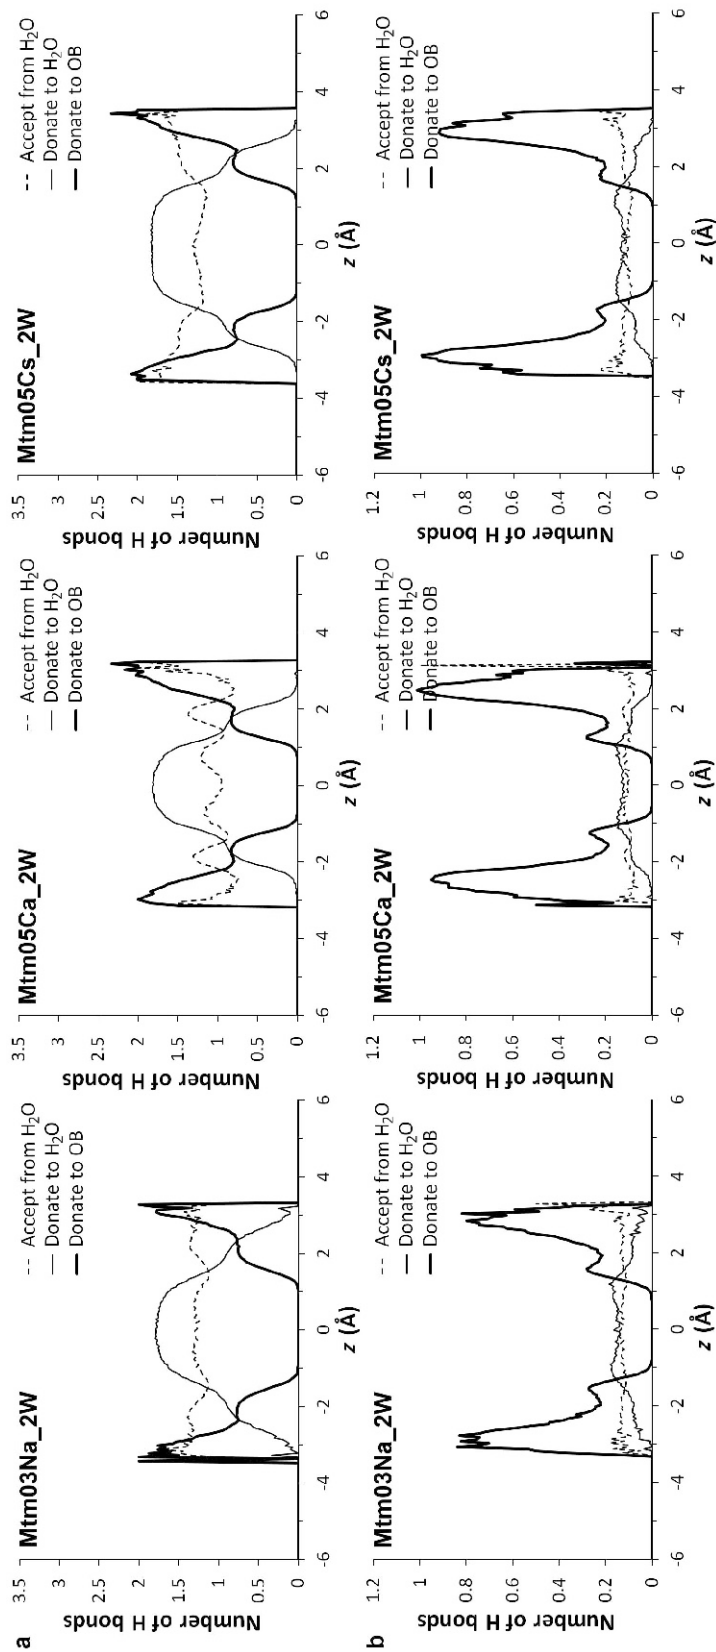 a
Mtm03Na_2W
--- Accept from H2O
— Donate to H2O
— Donate to OB
Number of H bonds
3.5
3
2.5
2
1.5
1
0.5
0
-6
-4
-2
0
2
4
6
z (Å)
Mtm05Ca_2W
--- Accept from H2O
— Donate to H2O
— Donate to OB
Number of H bonds
3.5
3
2.5
2
1.5
1
0.5
0
-6
-4
-2
0
2
4
6
z (Å)
Mtm05Cs_2W
--- Accept from H2O
— Donate to H2O
— Donate to OB
Number of H bonds
3.5
3
2.5
2
1.5
1
0.5
0
-6
-4
-2
0
2
4
6
z (Å)
b
Mtm03Na_2W
--- Accept from H2O
— Donate to H2O
— Donate to OB
Number of H bonds
1.2
1
0.8
0.6
0.4
0.2
0
-6
-4
-2
0
2
4
6
z (Å)
Mtm05Ca_2W
--- Accept from H2O
— Donate to H2O
— Donate to OB
Number of H bonds
1.2
1
0.8
0.6
0.4
0.2
0
-6
-4
-2
0
2
4
6
z (Å)
Mtm05Cs_2W
--- Accept from H2O
— Donate to H2O
— Donate to OB
Number of H bonds
1.2
1
0.8
0.6
0.4
0.2
0
-6
-4
-2
0
2
4
6
z (Å)